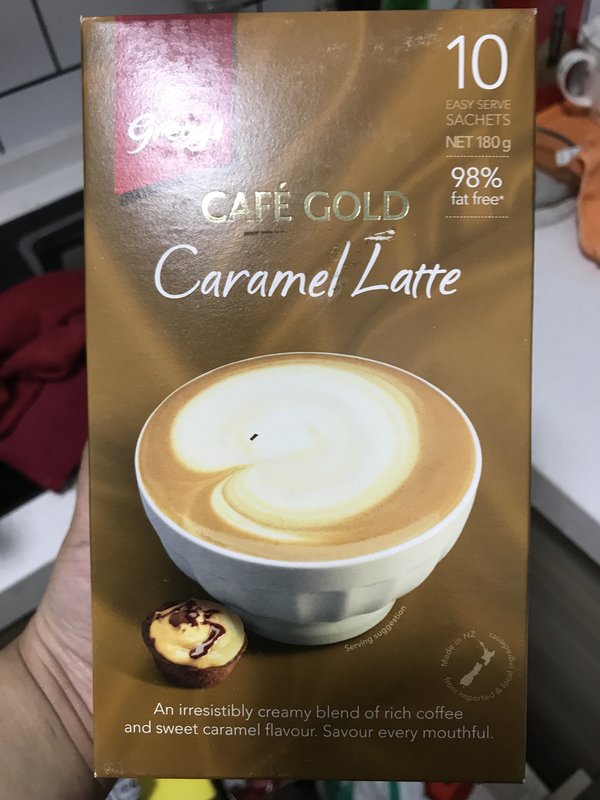 gregg's
10
EASY SERVE
SACHETS
NET 180g
98%
fat free*
CAFÉ GOLD
Caramel Latte
Serving suggestion
Made in NZ
from imported & local ingredients
An irresistibly creamy blend of rich coffee
and sweet caramel flavour. Savour every mouthful.